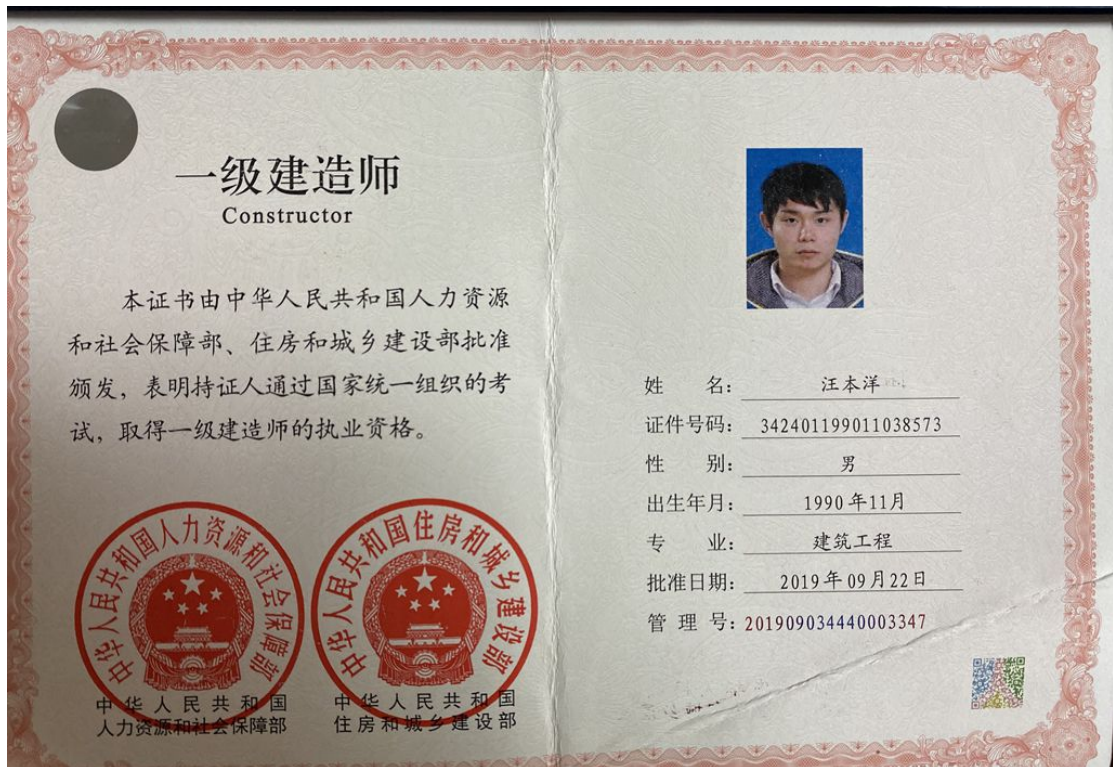 一级建造师
Constructor
本证书由中华人民共和国人力资源
和社会保障部、住房和城乡建设部批准
颁发，表明持证人通过国家统一组织的考
试，取得一级建造师的执业资格。
中华人民共和国人力资源和社会保障部
中华人民共和国住房和城乡建设部
中华人民共和国
人力资源和社会保障部
中华人民共和国
住房和城乡建设部
姓 名： 汪本洋
证件号码： 342401199011038573
性 别： 男
出生年月： 1990年11月
专 业： 建筑工程
批准日期： 2019年09月22日
管 理 号：201909034440003347